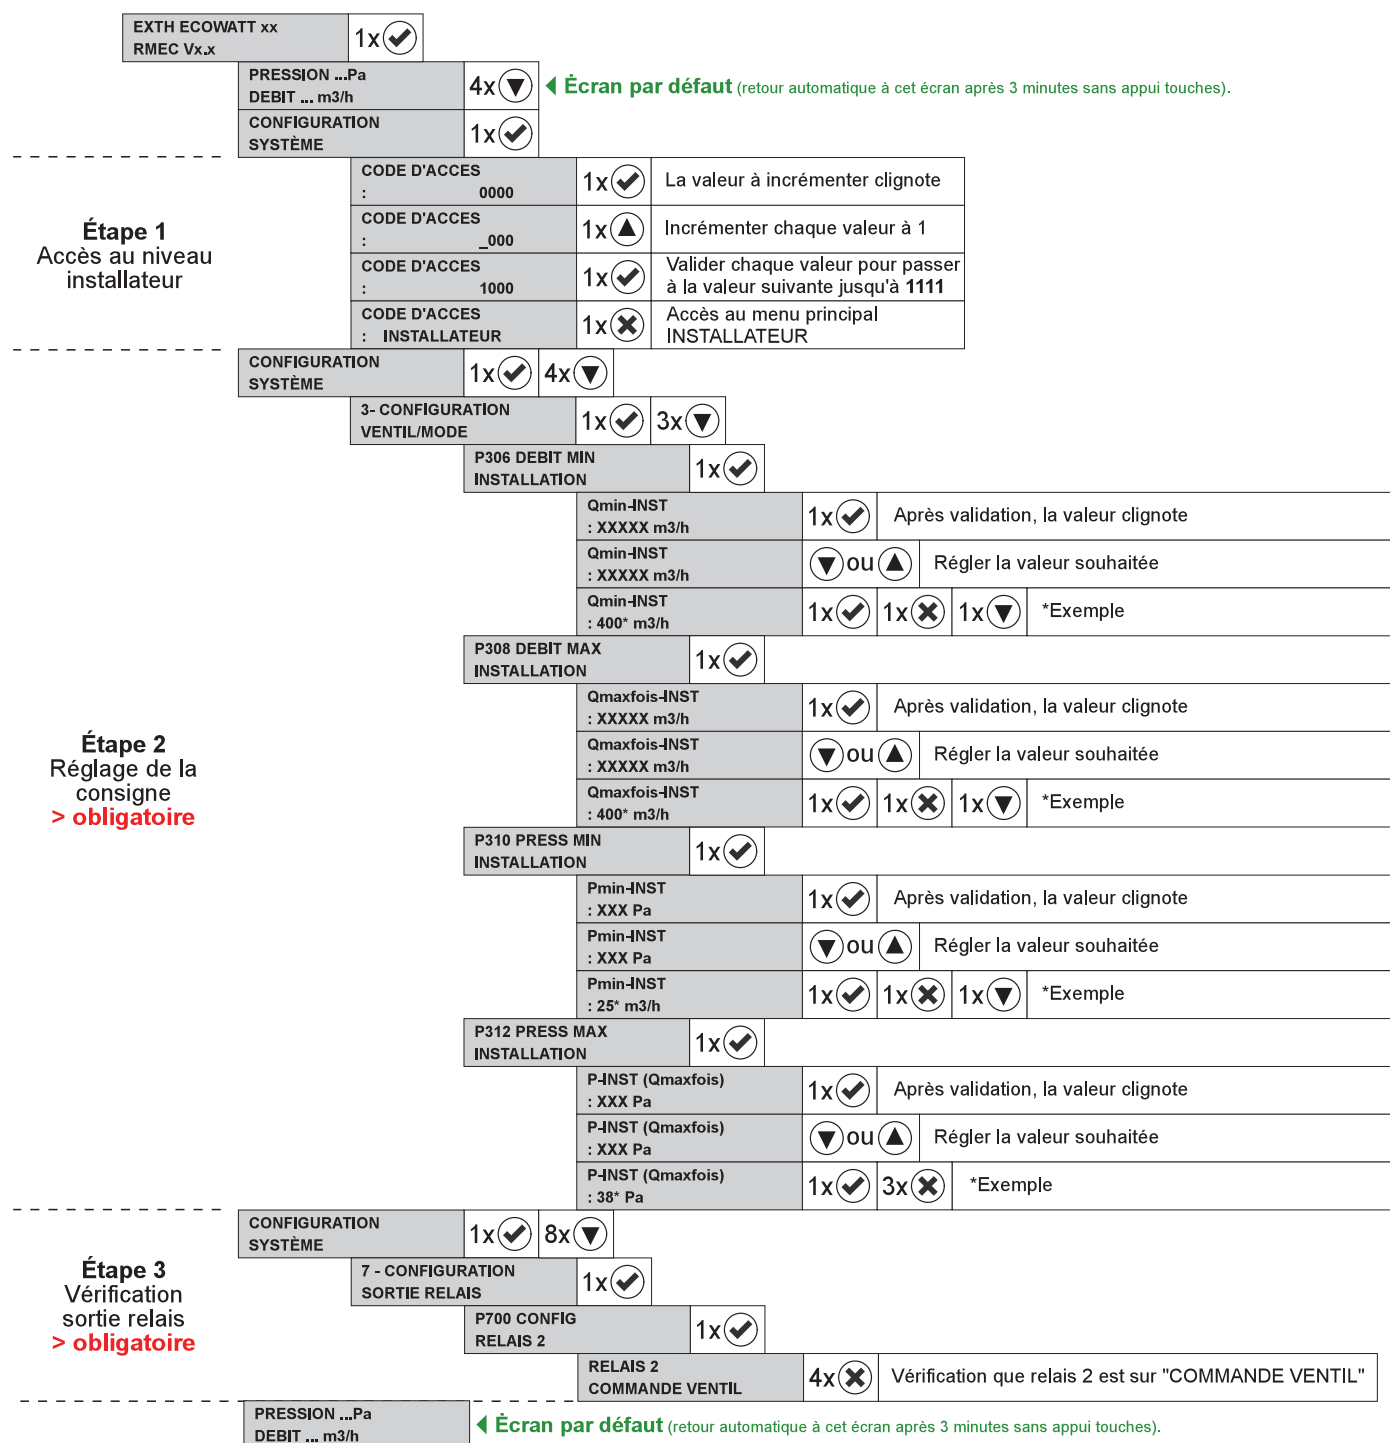 EXTH ECOWATT xx
RMEC Vx.x
1x
PRESSION ...Pa
DEBIT ... m3/h
4x
Écran par défaut (retour automatique à cet écran après 3 minutes sans appui touches).
CONFIGURATION
SYSTÈME
1x
Étape 1
Accès au niveau
installateur
CODE D'ACCES
: 0000
1x
La valeur à incrémenter clignote
CODE D'ACCES
: _000
1x
Incrémenter chaque valeur à 1
CODE D'ACCES
: 1000
1x
Valider chaque valeur pour passer
à la valeur suivante jusqu'à 1111
CODE D'ACCES
: INSTALLATEUR
1x
Accès au menu principal
INSTALLATEUR
CONFIGURATION
SYSTÈME
1x 4x
3- CONFIGURATION
VENTIL/MODE
1x 3x
Étape 2
Réglage de la
consigne
> obligatoire
P306 DEBIT MIN
INSTALLATION
1x
Qmin-INST
: XXXXX m3/h
1x
Après validation, la valeur clignote
Qmin-INST
: XXXXX m3/h
ou
Régler la valeur souhaitée
Qmin-INST
: 400* m3/h
1x 1x 1x
*Exemple
P308 DEBIT MAX
INSTALLATION
1x
Qmaxfois-INST
: XXXXX m3/h
1x
Après validation, la valeur clignote
Qmaxfois-INST
: XXXXX m3/h
ou
Régler la valeur souhaitée
Qmaxfois-INST
: 400* m3/h
1x 1x 1x
*Exemple
P310 PRESS MIN
INSTALLATION
1x
Pmin-INST
: XXX Pa
1x
Après validation, la valeur clignote
Pmin-INST
: XXX Pa
ou
Régler la valeur souhaitée
Pmin-INST
: 25* m3/h
1x 1x 1x
*Exemple
P312 PRESS MAX
INSTALLATION
1x
P-INST (Qmaxfois)
: XXX Pa
1x
Après validation, la valeur clignote
P-INST (Qmaxfois)
: XXX Pa
ou
Régler la valeur souhaitée
P-INST (Qmaxfois)
: 38* Pa
1x 3x
*Exemple
Étape 3
Vérification
sortie relais
> obligatoire
CONFIGURATION
SYSTÈME
1x 8x
7 - CONFIGURATION
SORTIE RELAIS
1x
P700 CONFIG
RELAIS 2
1x
RELAIS 2
COMMANDE VENTIL
4x
Vérification que relais 2 est sur "COMMANDE VENTIL"
PRESSION ...Pa
DEBIT ... m3/h
Écran par défaut (retour automatique à cet écran après 3 minutes sans appui touches).